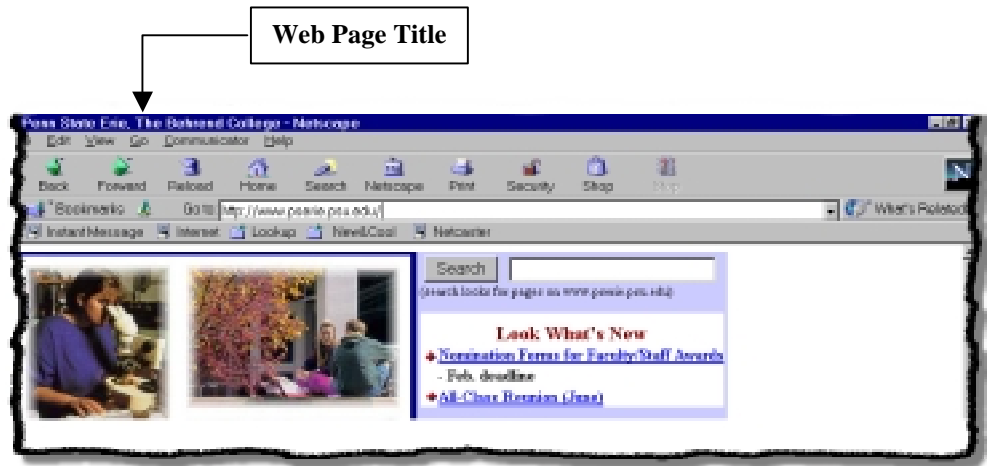 Web Page Title
Penn State Erie, The Behrend College - Netscape
Edit View Go Communicator Help
Back Forward Reload Home Search Netscape Print Security Shop Stop
Bookmarks Go to: http://www.pserie.psu.edu/ What's Related
Instant Message Internet Lookup New&Cool Netcaster
Search
(search looks for pages on www.pserie.psu.edu)
Look What's New
Nomination Forms for Faculty/Staff Awards
- Feb. deadline
All-Class Reunion (June)